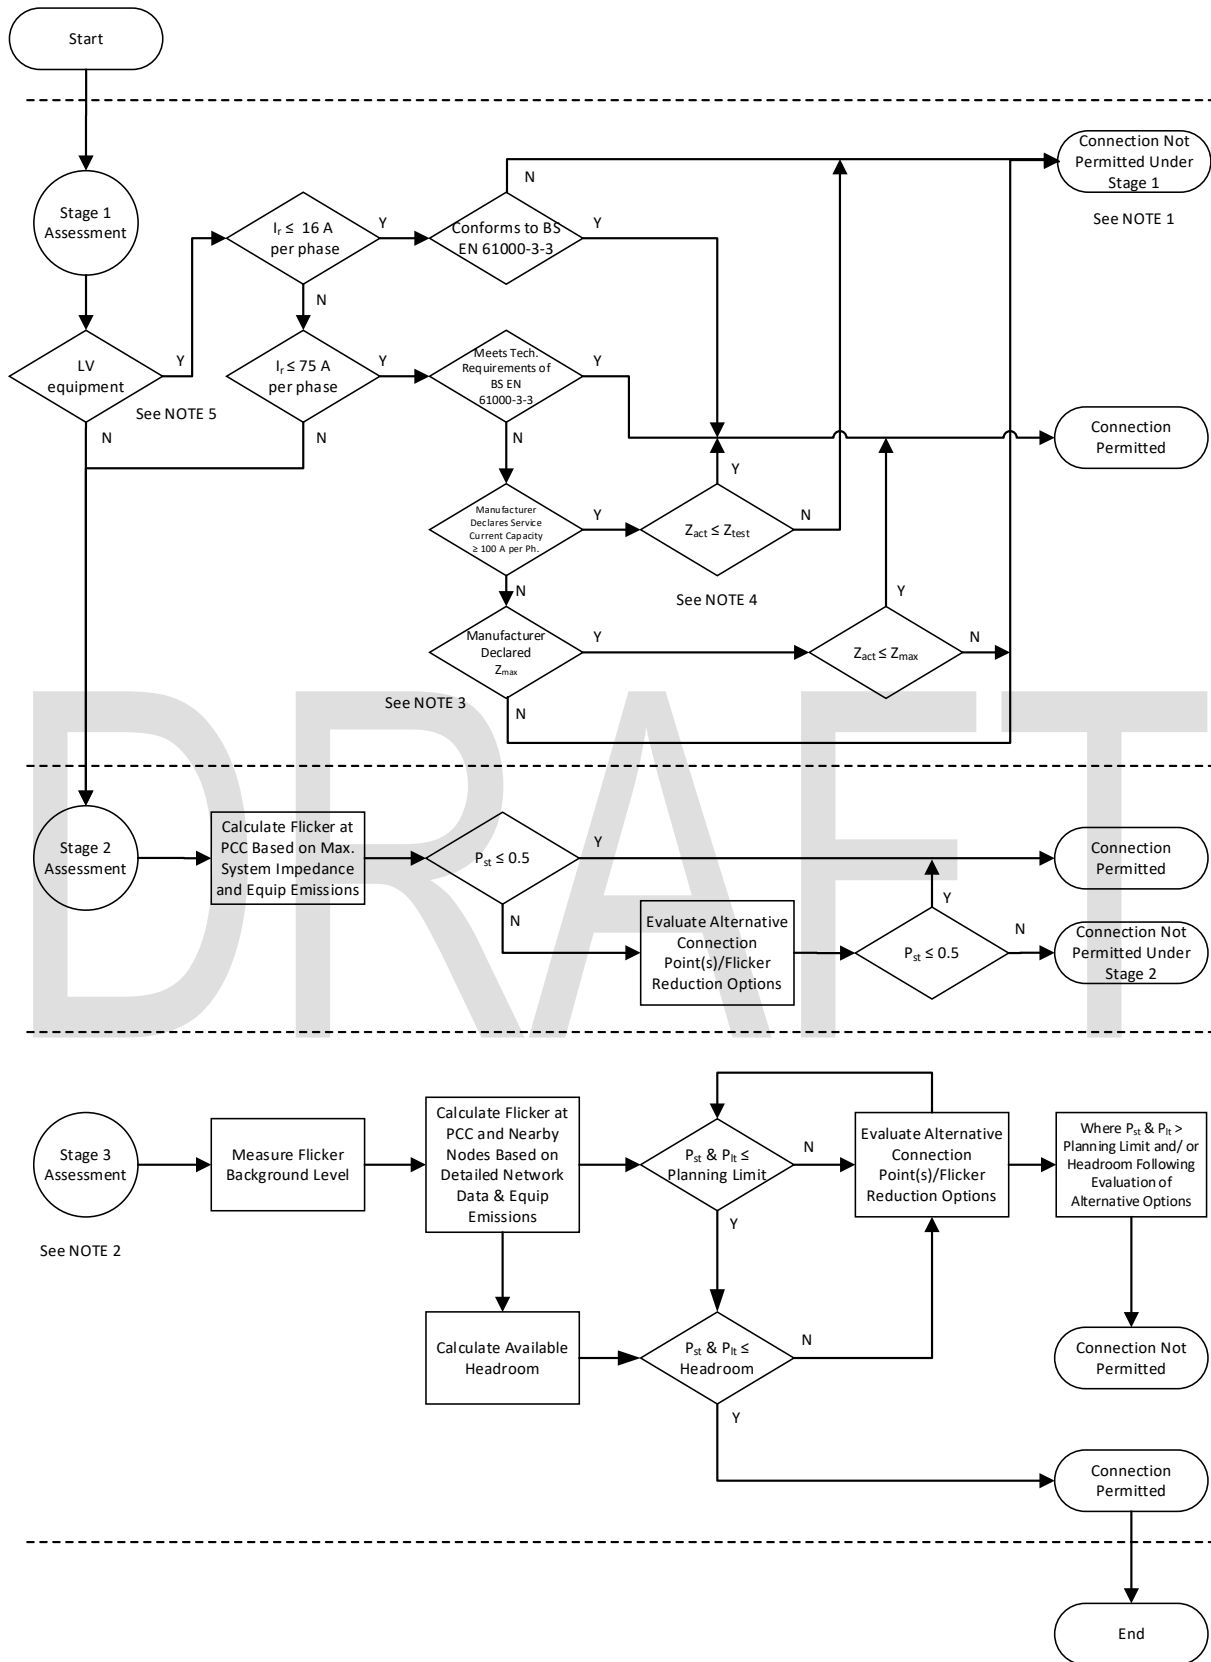 Start
Stage 1
Assessment
LV
equipment
Y
See NOTE 5
N
Ir ≤ 16 A
per phase
Y
N
Ir ≤ 75 A
per phase
Y
N
Conforms to BS
EN 61000-3-3
N
Y
Meets Tech.
Requirements of
BS EN
61000-3-3
Y
N
Manufacturer
Declares Service
Current Capacity
≥ 100 A per Ph.
Y
N
Zact ≤ Ztest
Y
N
See NOTE 4
Manufacturer
Declared
Zmax
Y
N
See NOTE 3
Zact ≤ Zmax
Y
N
Connection Not
Permitted Under
Stage 1
See NOTE 1
Connection
Permitted
DRAFT
Stage 2
Assessment
Calculate Flicker at
PCC Based on Max.
System Impedance
and Equip Emissions
Pst ≤ 0.5
Y
N
Evaluate Alternative
Connection
Point(s)/Flicker
Reduction Options
Pst ≤ 0.5
Y
N
Connection
Permitted
Connection Not
Permitted Under
Stage 2
Stage 3
Assessment
See NOTE 2
Measure Flicker
Background Level
Calculate Flicker at
PCC and Nearby
Nodes Based on
Detailed Network
Data & Equip
Emissions
Calculate Available
Headroom
Pst & Plt ≤
Planning Limit
N
Y
Pst & Plt ≤
Headroom
N
Y
Evaluate Alternative
Connection
Point(s)/Flicker
Reduction Options
Where Pst & Plt >
Planning Limit and/ or
Headroom Following
Evaluation of
Alternative Options
Connection Not
Permitted
Connection
Permitted
End